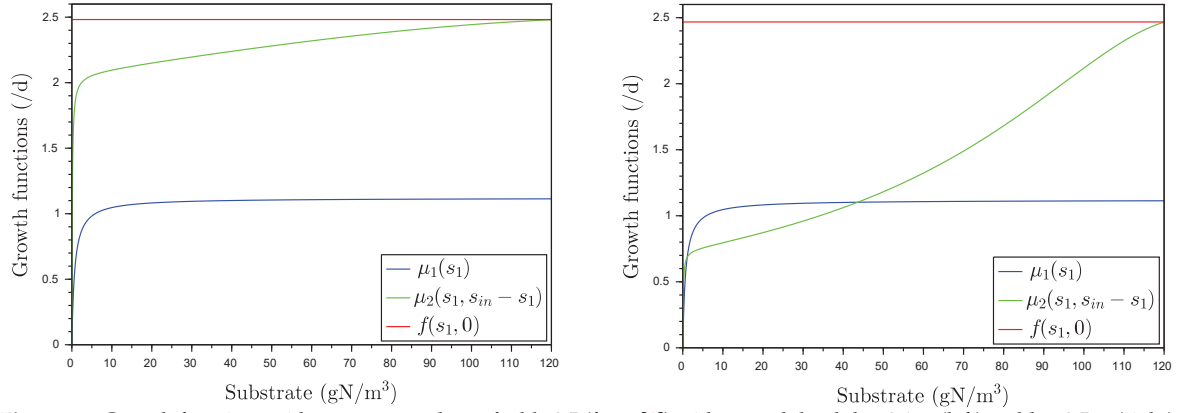 2.5
2
1.5
1
0.5
0
0 10 20 30 40 50 60 70 80 90 100 110 120
Growth functions (/d)
Substrate (gN/m³)
μ₁(s₁)
μ₂(s₁, sᵢₙ − s₁)
f(s₁, 0)
2.5
2
1.5
1
0.5
0
0 10 20 30 40 50 60 70 80 90 100 110 120
Growth functions (/d)
Substrate (gN/m³)
μ₁(s₁)
μ₂(s₁, sᵢₙ − s₁)
f(s₁, 0)